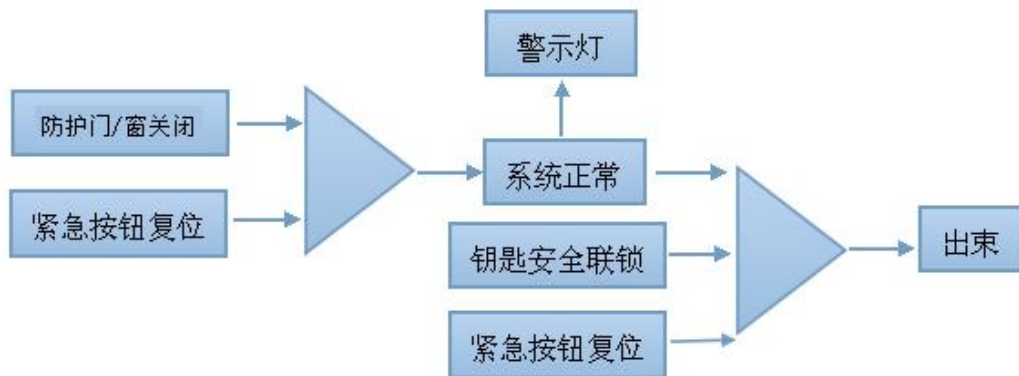 警示灯
防护门/窗关闭
系统正常
紧急按钮复位
钥匙安全联锁
出束
紧急按钮复位